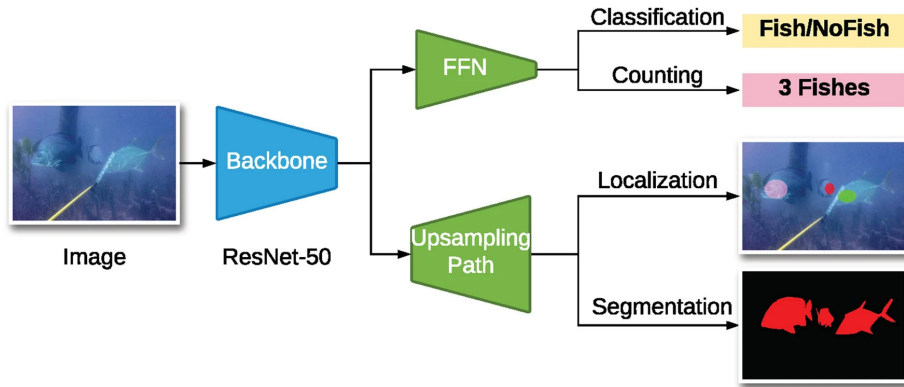 Classification
Fish/NoFish
FFN
Counting
3 Fishes
Backbone
Localization
Image
ResNet-50
Upsampling
Path
Segmentation